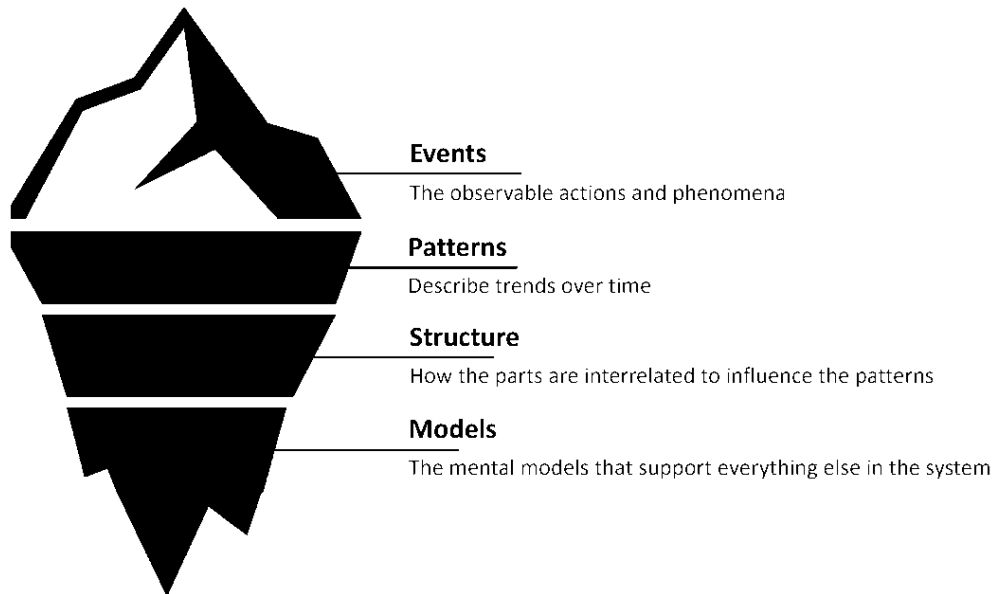 Events
The observable actions and phenomena
Patterns
Describe trends over time
Structure
How the parts are interrelated to influence the patterns
Models
The mental models that support everything else in the system